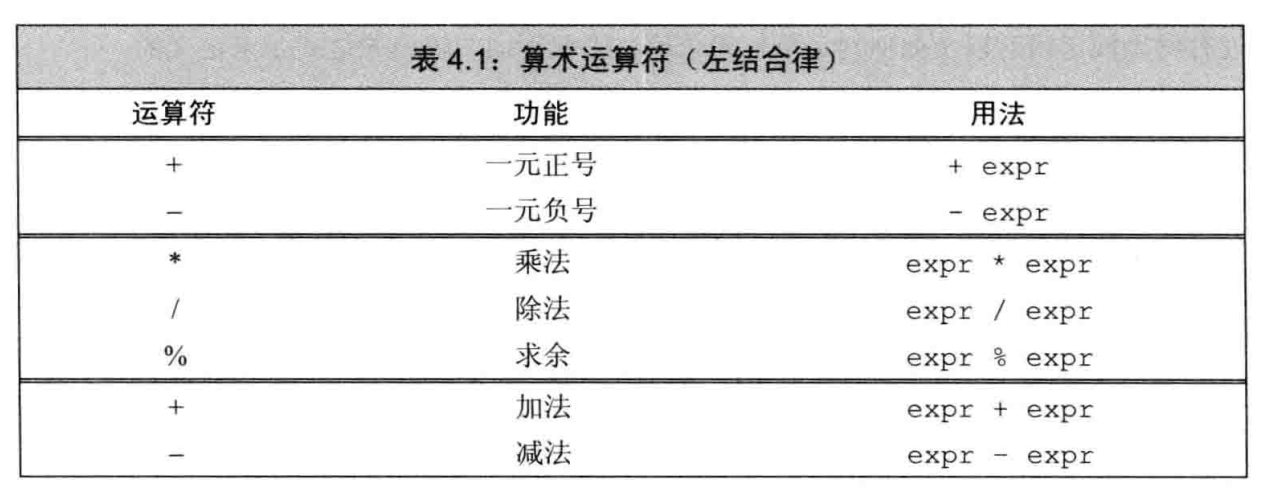 表 4.1：算术运算符（左结合律）
运算符 功能 用法
+ 一元正号 + expr
– 一元负号 - expr
* 乘法 expr * expr
/ 除法 expr / expr
% 求余 expr % expr
+ 加法 expr + expr
– 减法 expr - expr